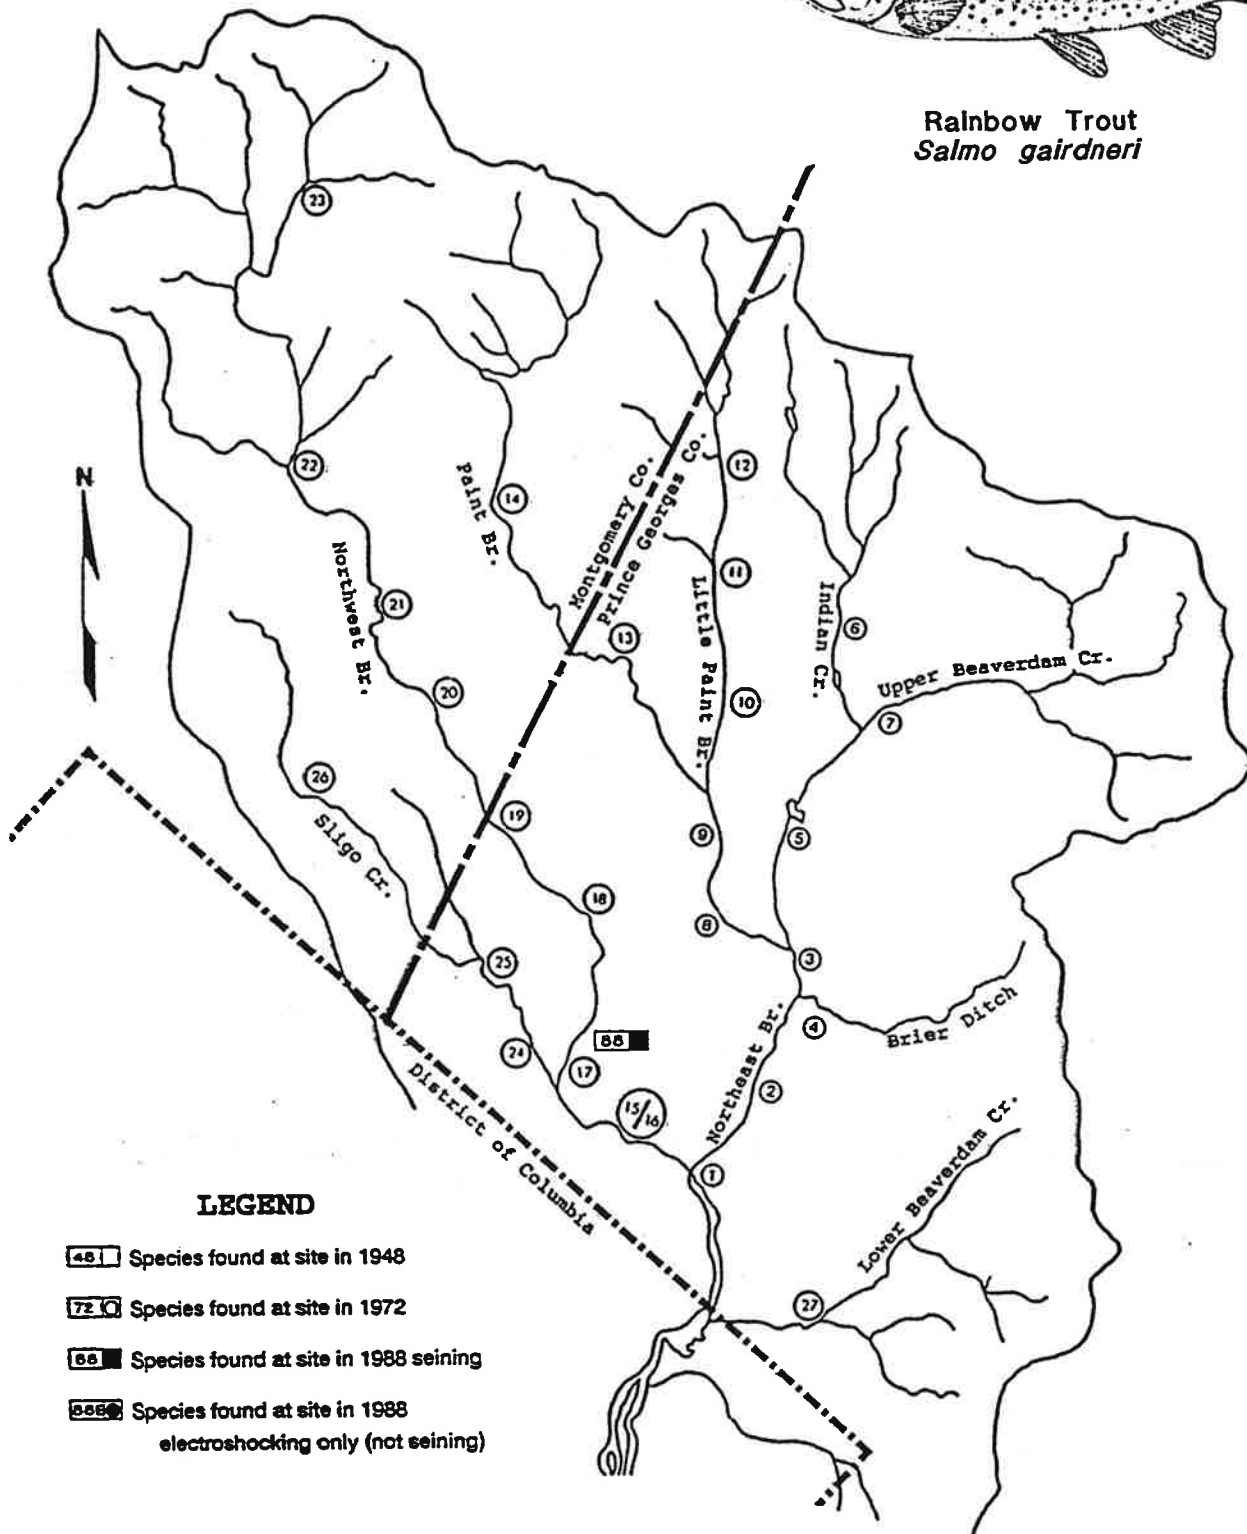 Rainbow Trout
Salmo gairdneri
23
22
14
12
11
21
20
13
10
6
7
26
19
9
5
18
8
3
25
4
24
17
88
15/16
2
1
27
N
Paint Br.
Montgomery Co.
Prince Georges Co.
Northwest Br.
Little Paint Br.
Indian Cr.
Upper Beaverdam Cr.
Sligo Cr.
Northeast Br.
Brier Ditch
District of Columbia
Lower Beaverdam Cr.
LEGEND
48 Species found at site in 1948
72 Species found at site in 1972
88 Species found at site in 1988 seining
88E Species found at site in 1988
electroshocking only (not seining)